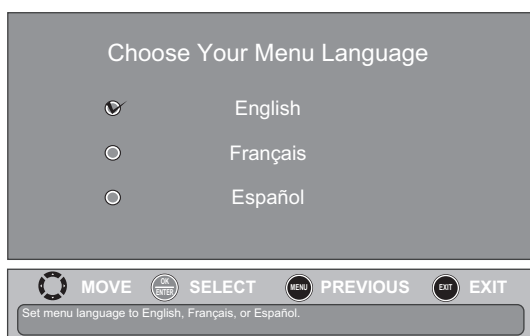 Choose Your Menu Language
English
Français
Español
MOVE OK ENTER SELECT MENU PREVIOUS EXIT EXIT
Set menu language to English, Français, or Español.